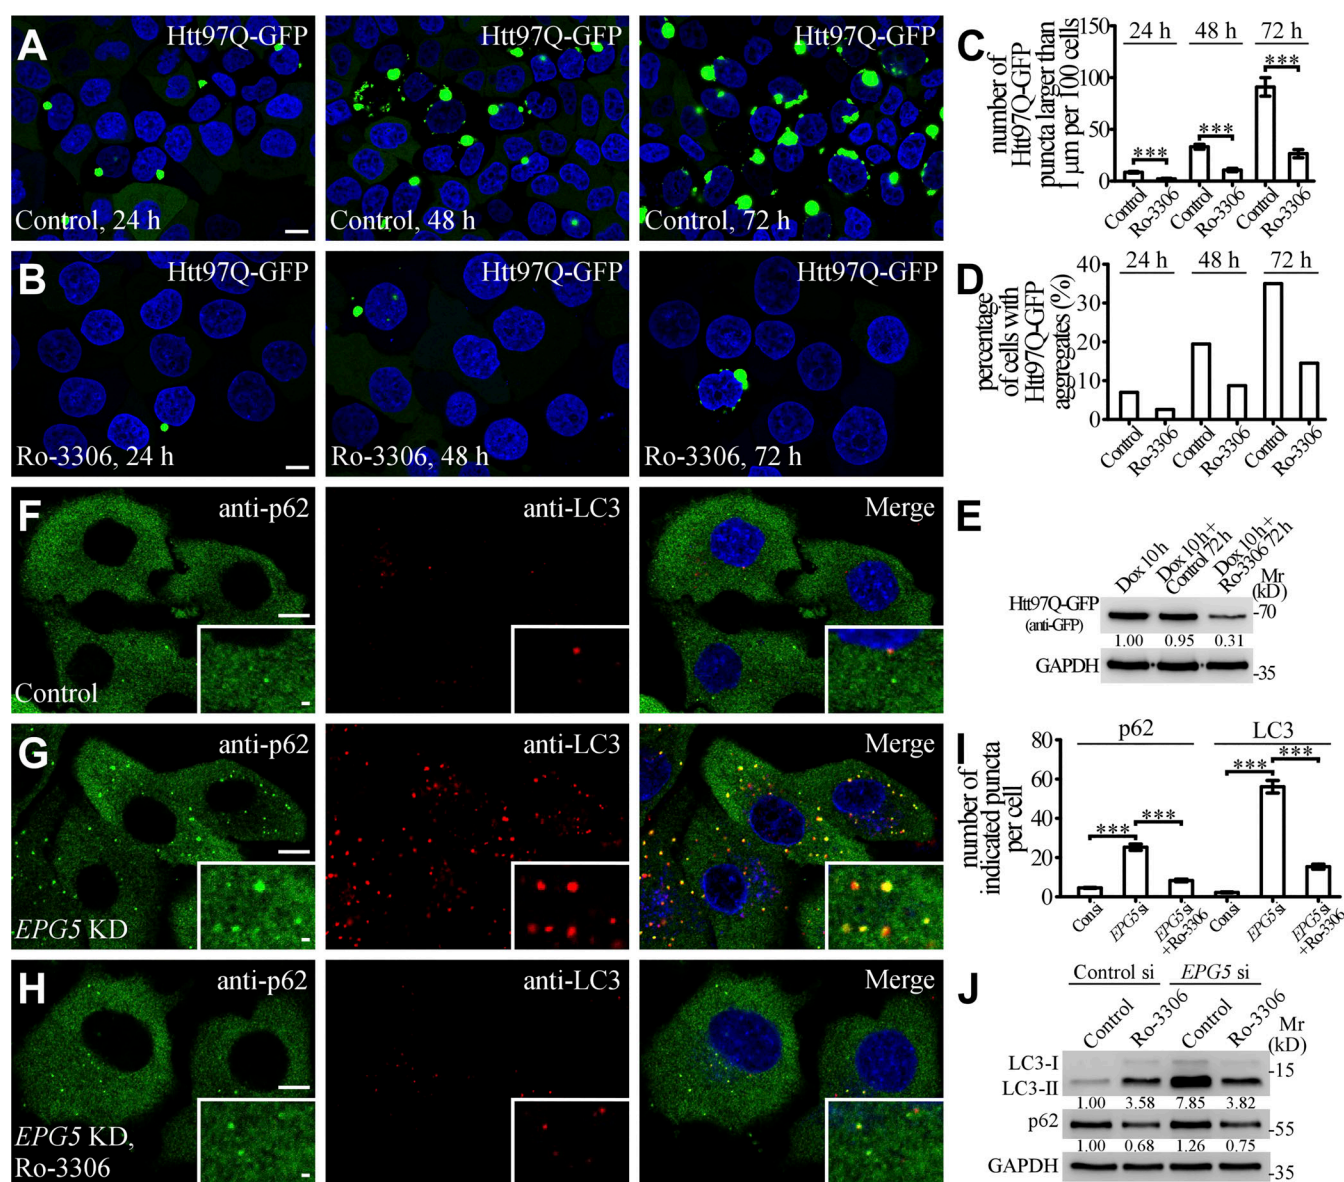 A
Htt97Q-GFP
Control, 24 h
Htt97Q-GFP
Control, 48 h
Htt97Q-GFP
Control, 72 h
B
Htt97Q-GFP
Ro-3306, 24 h
Htt97Q-GFP
Ro-3306, 48 h
Htt97Q-GFP
Ro-3306, 72 h
C
number of
Htt97Q-GFP
puncta larger than
1 μm per 100 cells
150
100
50
0
24 h
48 h
72 h
***
***
***
Control
Ro-3306
Control
Ro-3306
Control
Ro-3306
D
percentage
of cells with
Htt97Q-GFP
aggregates (%)
40
30
20
10
0
24 h
48 h
72 h
Control
Ro-3306
Control
Ro-3306
Control
Ro-3306
E
Dox 10h
Dox 10h +
Control 72h
Dox 10h +
Ro-3306 72h
Mr
(kD)
Htt97Q-GFP
(anti-GFP)
-70
1.00 0.95 0.31
GAPDH
-35
F
anti-p62
Control
anti-LC3
Merge
G
anti-p62
EPG5 KD
anti-LC3
Merge
H
anti-p62
EPG5 KD,
Ro-3306
anti-LC3
Merge
I
number of
indicated puncta
per cell
80
60
40
20
0
p62
LC3
***
***
***
***
Con si
EPG5 si
EPG5 si
+Ro-3306
Con si
EPG5 si
EPG5 si
+Ro-3306
J
Control si
EPG5 si
Control
Ro-3306
Control
Ro-3306
Mr
(kD)
LC3-I
-15
LC3-II
1.00 3.58 7.85 3.82
p62
-55
1.00 0.68 1.26 0.75
GAPDH
-35